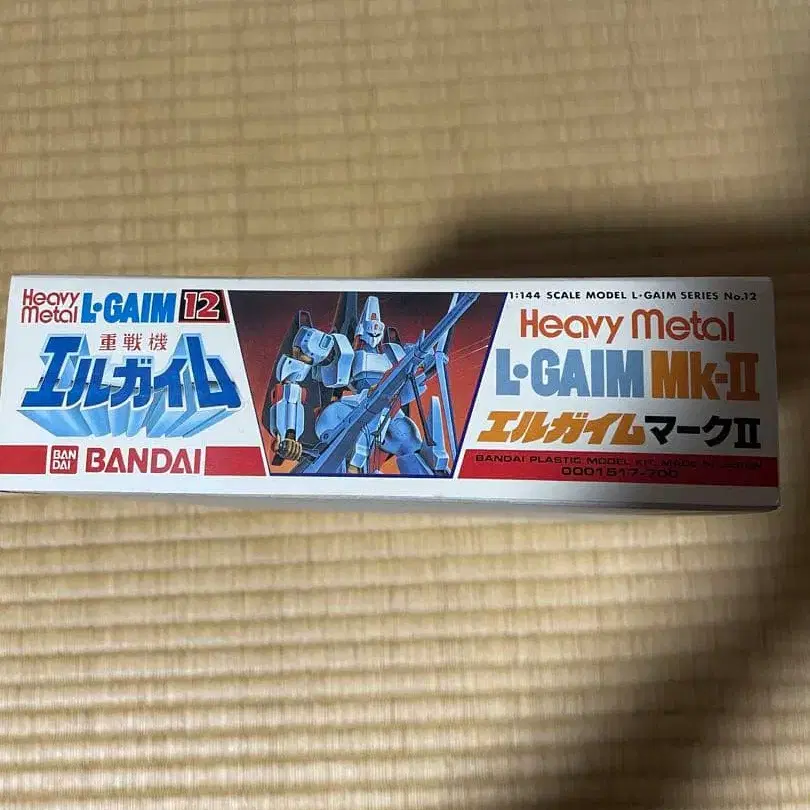 Heavy Metal L·GAIM 12
重戦機
エルガイム
BAN DAI BANDAI
1:144 SCALE MODEL L·GAIM SERIES No.12
Heavy Metal
L·GAIM Mk-II
エルガイムマークII
BANDAI PLASTIC MODEL KIT, MADE IN JAPAN
0001517-700